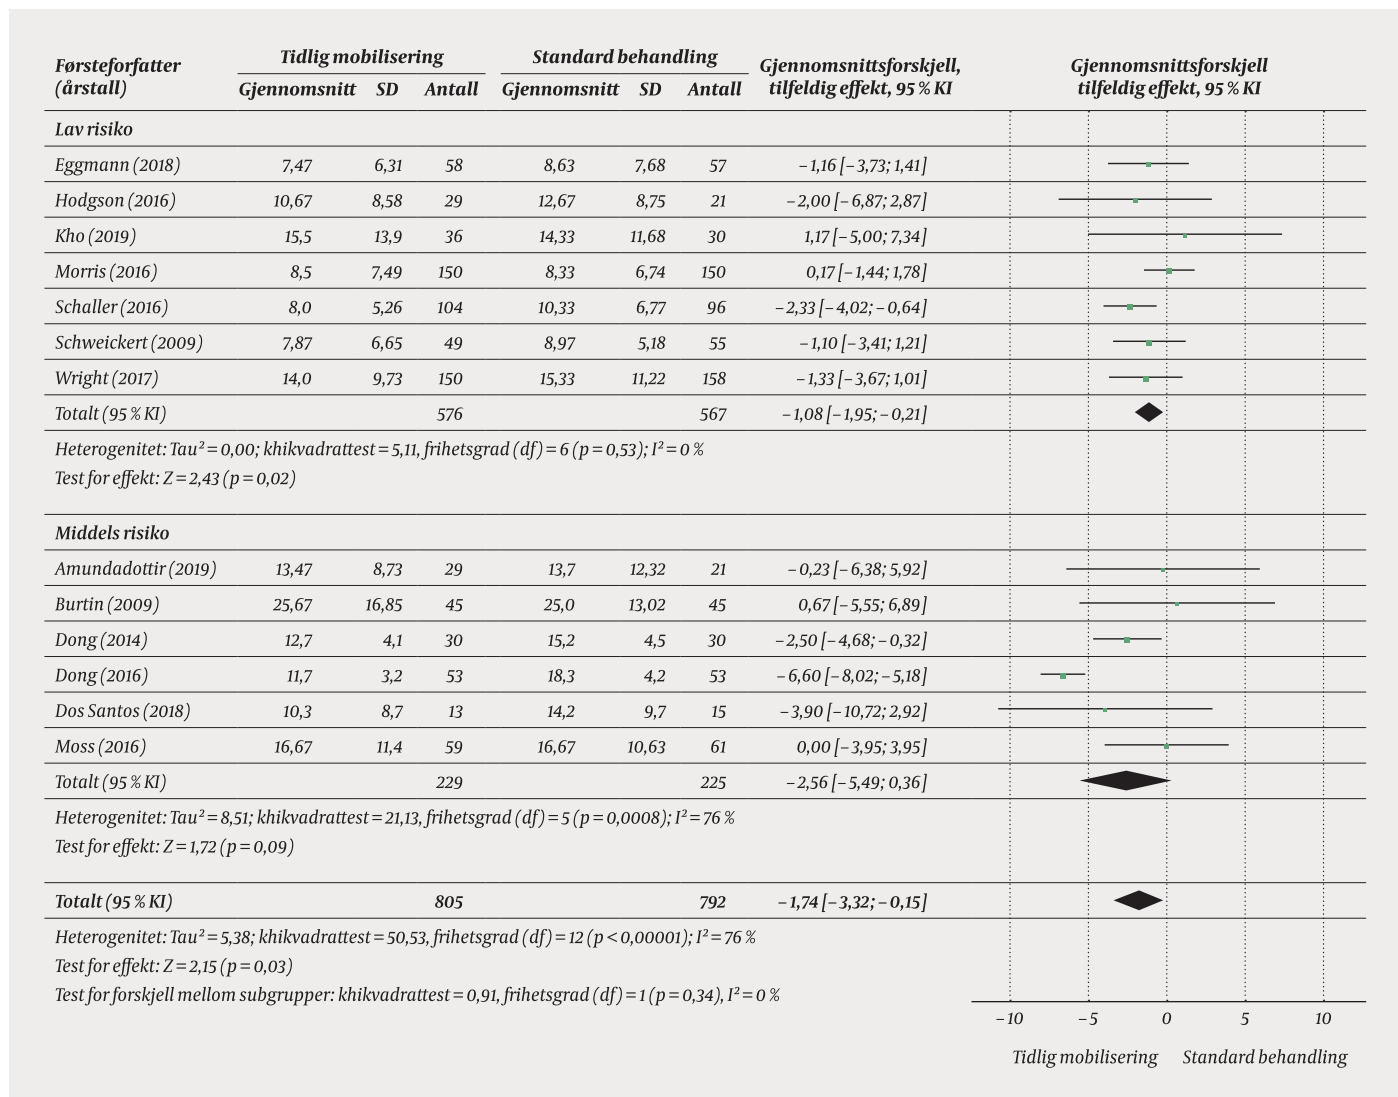 Tidlig mobilisering Standard behandling
Førsteforfatter (årstall) Gjennomsnitt SD Antall Gjennomsnitt SD Antall Gjennomsnittsforskjell, tilfeldig effekt, 95 % KI Gjennomsnittsforskjell tilfeldig effekt, 95 % KI
Lav risiko
Eggmann (2018) 7,47 6,31 58 8,63 7,68 57 –1,16 [–3,73; 1,41]
Hodgson (2016) 10,67 8,58 29 12,67 8,75 21 –2,00 [–6,87; 2,87]
Kho (2019) 15,5 13,9 36 14,33 11,68 30 1,17 [–5,00; 7,34]
Morris (2016) 8,5 7,49 150 8,33 6,74 150 0,17 [–1,44; 1,78]
Schaller (2016) 8,0 5,26 104 10,33 6,77 96 –2,33 [–4,02; –0,64]
Schweickert (2009) 7,87 6,65 49 8,97 5,18 55 –1,10 [–3,41; 1,21]
Wright (2017) 14,0 9,73 150 15,33 11,22 158 –1,33 [–3,67; 1,01]
Totalt (95 % KI) 576 567 –1,08 [–1,95; –0,21]
Heterogenitet: Tau² = 0,00; khikvadrattest = 5,11, frihetsgrad (df) = 6 (p = 0,53); I² = 0 %
Test for effekt: Z = 2,43 (p = 0,02)
Middels risiko
Amundadottir (2019) 13,47 8,73 29 13,7 12,32 21 –0,23 [–6,38; 5,92]
Burtin (2009) 25,67 16,85 45 25,0 13,02 45 0,67 [–5,55; 6,89]
Dong (2014) 12,7 4,1 30 15,2 4,5 30 –2,50 [–4,68; –0,32]
Dong (2016) 11,7 3,2 53 18,3 4,2 53 –6,60 [–8,02; –5,18]
Dos Santos (2018) 10,3 8,7 13 14,2 9,7 15 –3,90 [–10,72; 2,92]
Moss (2016) 16,67 11,4 59 16,67 10,63 61 0,00 [–3,95; 3,95]
Totalt (95 % KI) 229 225 –2,56 [–5,49; 0,36]
Heterogenitet: Tau² = 8,51; khikvadrattest = 21,13, frihetsgrad (df) = 5 (p = 0,0008); I² = 76 %
Test for effekt: Z = 1,72 (p = 0,09)
Totalt (95 % KI) 805 792 –1,74 [–3,32; –0,15]
Heterogenitet: Tau² = 5,38; khikvadrattest = 50,53, frihetsgrad (df) = 12 (p < 0,00001); I² = 76 %
Test for effekt: Z = 2,15 (p = 0,03)
Test for forskjell mellom subgrupper: khikvadrattest = 0,91, frihetsgrad (df) = 1 (p = 0,34), I² = 0 %
–10 –5 0 5 10
Tidlig mobilisering Standard behandling